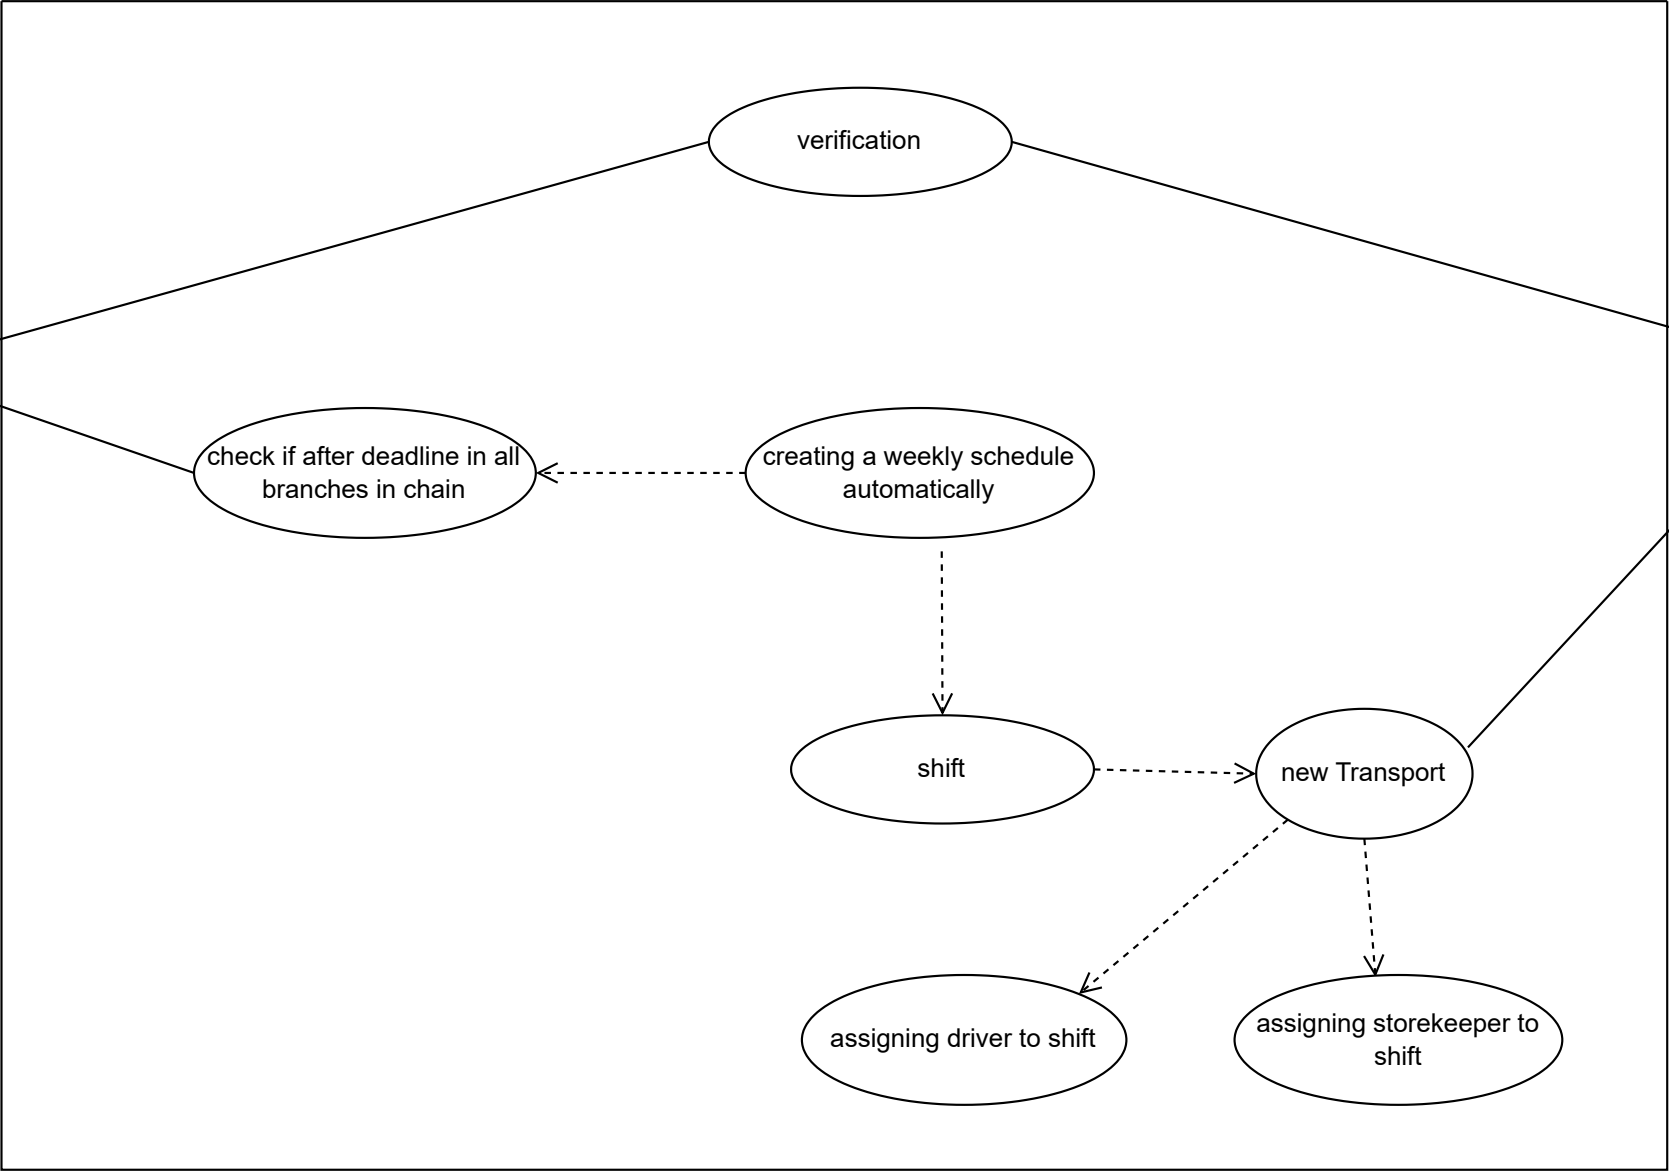 verification
check if after deadline in all
branches in chain
creating a weekly schedule
automatically
shift
new Transport
assigning driver to shift
assigning storekeeper to
shift